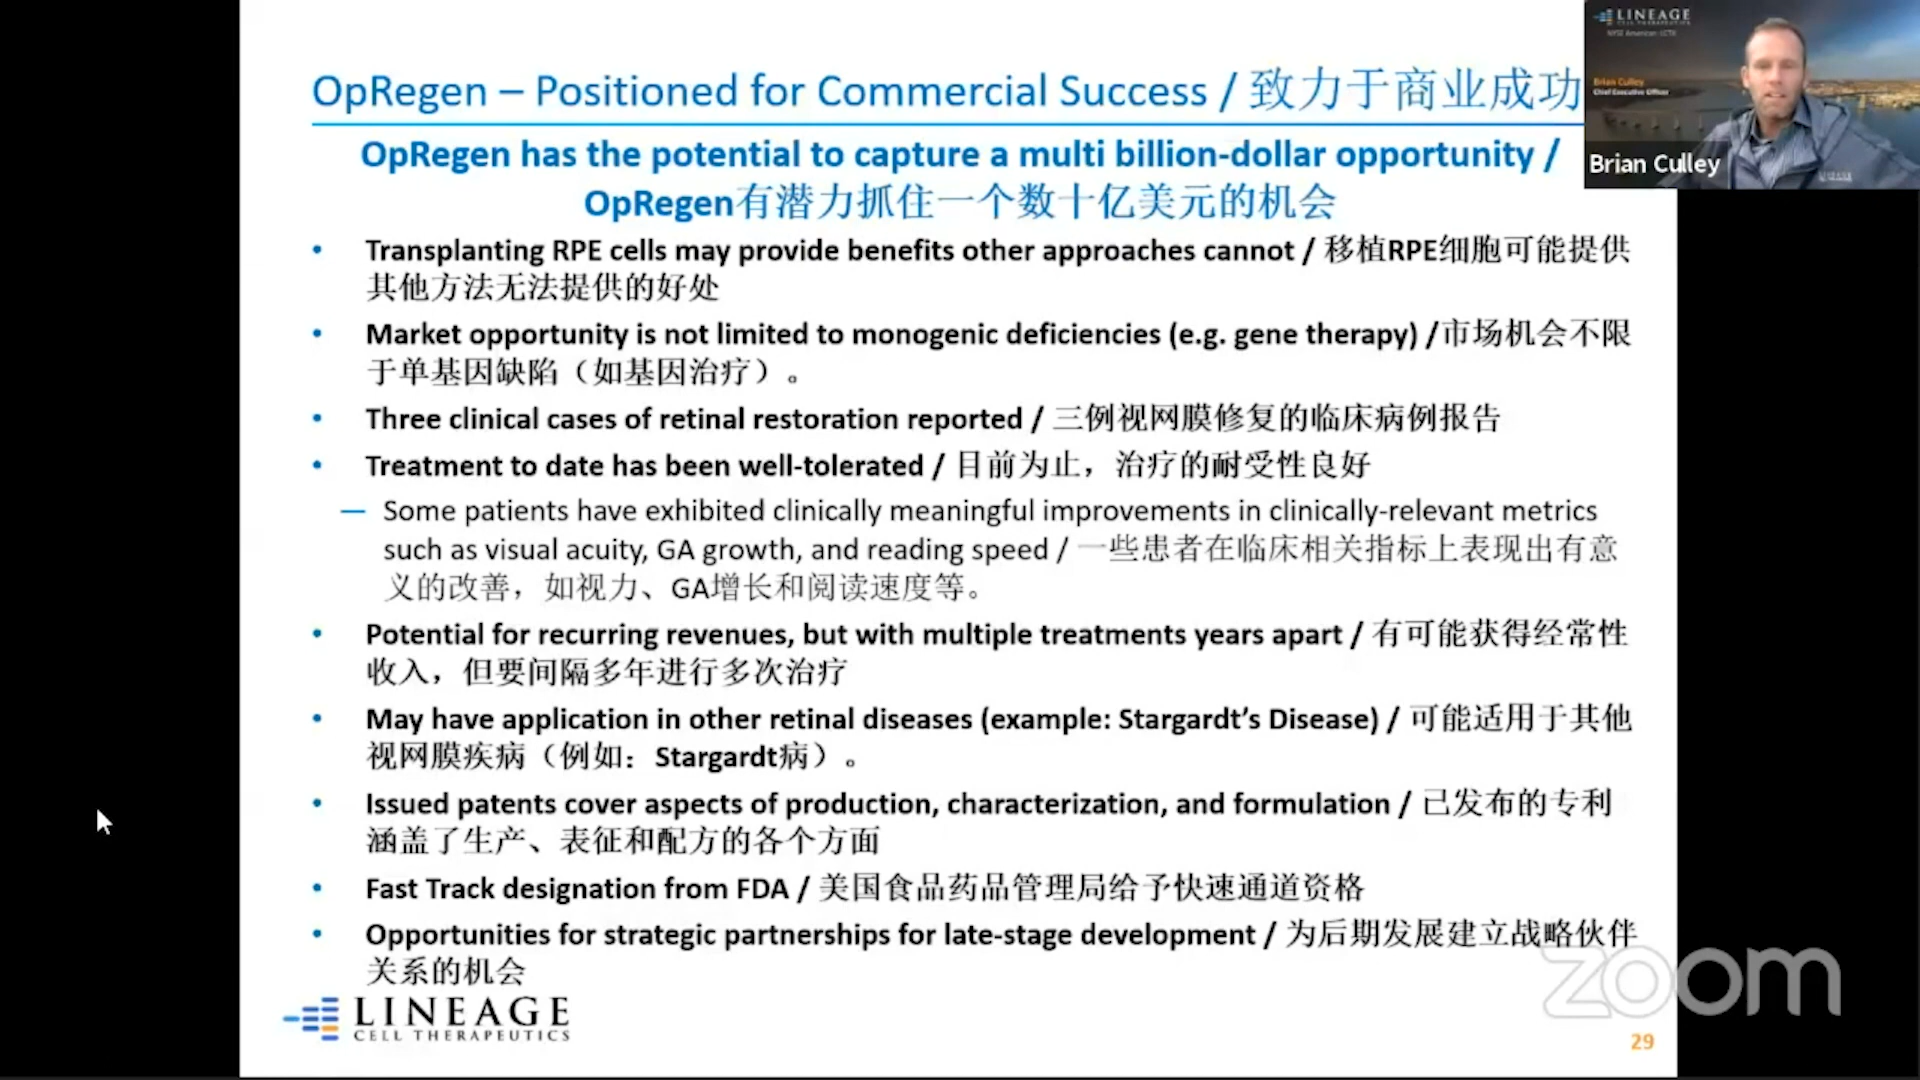 OpRegen – Positioned for Commercial Success / 致力于商业成功
OpRegen has the potential to capture a multi billion-dollar opportunity /
OpRegen有潜力抓住一个数十亿美元的机会
• Transplanting RPE cells may provide benefits other approaches cannot / 移植RPE细胞可能提供
其他方法无法提供的好处
• Market opportunity is not limited to monogenic deficiencies (e.g. gene therapy) /市场机会不限
于单基因缺陷（如基因治疗）。
• Three clinical cases of retinal restoration reported / 三例视网膜修复的临床病例报告
• Treatment to date has been well-tolerated / 目前为止，治疗的耐受性良好
— Some patients have exhibited clinically meaningful improvements in clinically-relevant metrics
such as visual acuity, GA growth, and reading speed / 一些患者在临床相关指标上表现出有意
义的改善，如视力、GA增长和阅读速度等。
• Potential for recurring revenues, but with multiple treatments years apart / 有可能获得经常性
收入，但要间隔多年进行多次治疗
• May have application in other retinal diseases (example: Stargardt’s Disease) / 可能适用于其他
视网膜疾病（例如：Stargardt病）。
• Issued patents cover aspects of production, characterization, and formulation / 已发布的专利
涵盖了生产、表征和配方的各个方面
• Fast Track designation from FDA / 美国食品药品管理局给予快速通道资格
• Opportunities for strategic partnerships for late-stage development / 为后期发展建立战略伙伴
关系的机会
LINEAGE
CELL THERAPEUTICS
29
zoom
LINEAGE
CELL THERAPEUTICS
NYSE American: LCTX
Brian Culley
Chief Executive Officer
Brian Culley